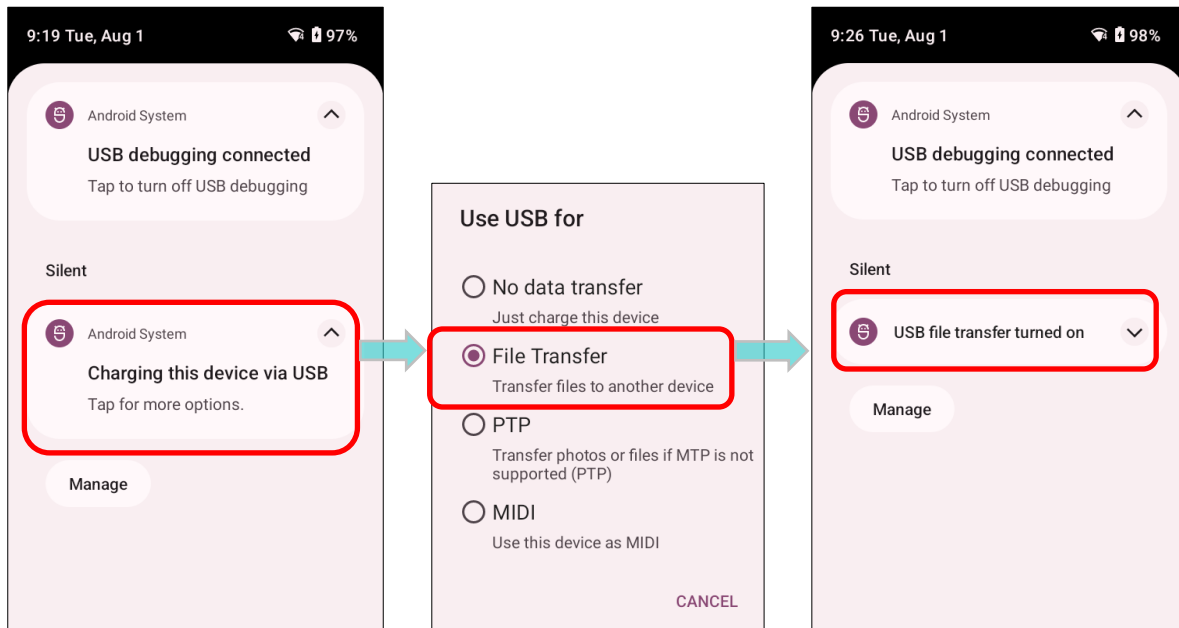 9:19 Tue, Aug 1
97%
Android System
USB debugging connected
Tap to turn off USB debugging
Silent
Android System
Charging this device via USB
Tap for more options.
Manage
Use USB for
No data transfer
Just charge this device
File Transfer
Transfer files to another device
PTP
Transfer photos or files if MTP is not
supported (PTP)
MIDI
Use this device as MIDI
CANCEL
9:26 Tue, Aug 1
98%
Android System
USB debugging connected
Tap to turn off USB debugging
Silent
USB file transfer turned on
Manage